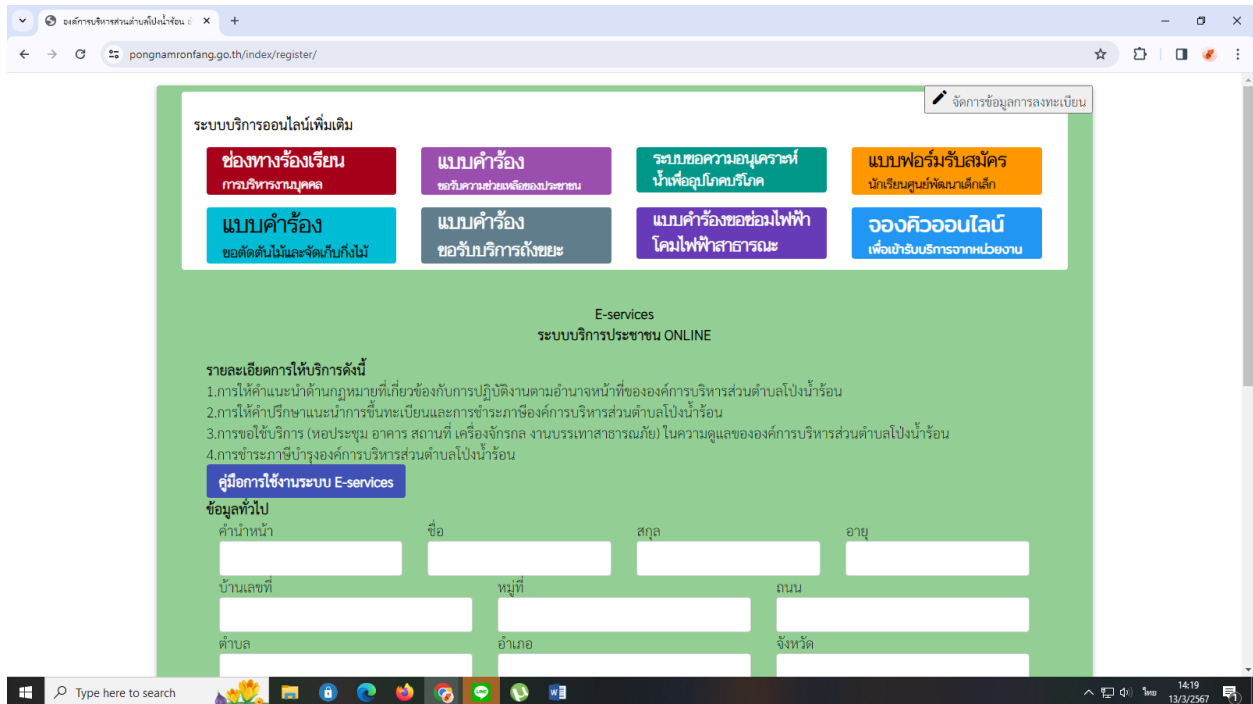 องค์การบริหารส่วนตำบลโป่งน้ำร้อน อ่
pongnamronfang.go.th/index/register/
จัดการข้อมูลการลงทะเบียน
ระบบบริการออนไลน์เพิ่มเติม
ช่องทางร้องเรียน
การบริหารงานบุคคล
แบบคำร้อง
ขอรับความช่วยเหลือของประชาชน
ระบบขอความอนุเคราะห์
น้ำเพื่ออุปโภคบริโภค
แบบฟอร์มรับสมัคร
นักเรียนศูนย์พัฒนาเด็กเล็ก
แบบคำร้อง
ขอตัดต้นไม้และจัดเก็บกิ่งไม้
แบบคำร้อง
ขอรับบริการถังขยะ
แบบคำร้องขอซ่อมไฟฟ้า
โคมไฟฟ้าสาธารณะ
จองคิวออนไลน์
เพื่อเข้ารับบริการจากหน่วยงาน
E-services
ระบบบริการประชาชน ONLINE
รายละเอียดการให้บริการดังนี้
1.การให้คำแนะนำด้านกฎหมายที่เกี่ยวข้องกับการปฏิบัติงานตามอำนาจหน้าที่ขององค์การบริหารส่วนตำบลโป่งน้ำร้อน
2.การให้คำปรึกษาแนะนำการขึ้นทะเบียนและการชำระภาษีองค์การบริหารส่วนตำบลโป่งน้ำร้อน
3.การขอใช้บริการ (หอประชุม อาคาร สถานที่ เครื่องจักรกล งานบรรเทาสาธารณภัย) ในความดูแลขององค์การบริหารส่วนตำบลโป่งน้ำร้อน
4.การชำระภาษีบำรุงองค์การบริหารส่วนตำบลโป่งน้ำร้อน
คู่มือการใช้งานระบบ E-services
ข้อมูลทั่วไป
คำนำหน้า ชื่อ สกุล อายุ
บ้านเลขที่ หมู่ที่ ถนน
ตำบล อำเภอ จังหวัด
Type here to search
LINE
W
ไทย
14:19
13/3/2567
1